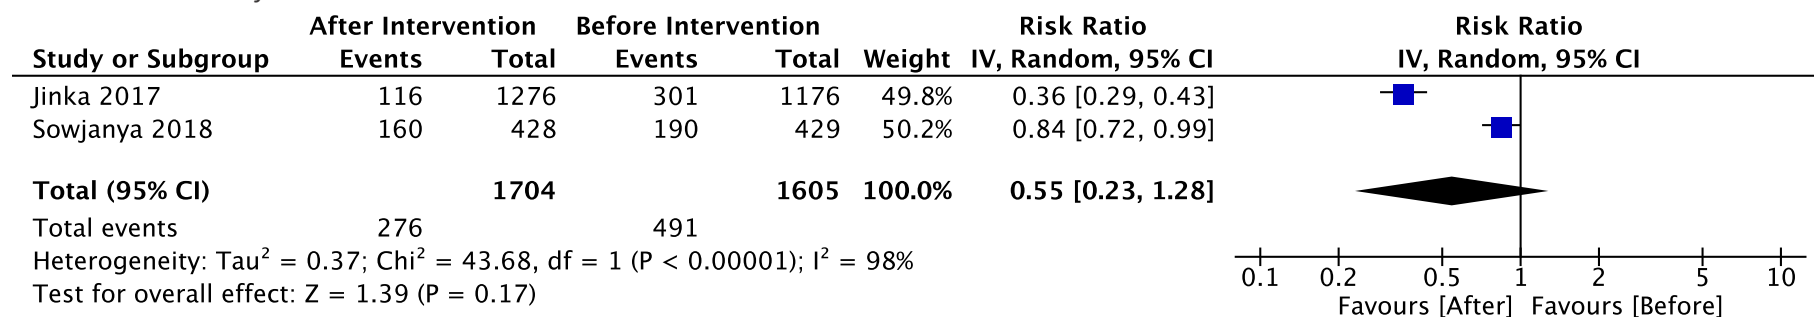 After Intervention Before Intervention Risk Ratio Risk Ratio
Study or Subgroup Events Total Events Total Weight IV, Random, 95% CI IV, Random, 95% CI
Jinka 2017 116 1276 301 1176 49.8% 0.36 [0.29, 0.43]
Sowjanya 2018 160 428 190 429 50.2% 0.84 [0.72, 0.99]
Total (95% CI) 1704 1605 100.0% 0.55 [0.23, 1.28]
Total events 276 491
Heterogeneity: Tau² = 0.37; Chi² = 43.68, df = 1 (P < 0.00001); I² = 98%
Test for overall effect: Z = 1.39 (P = 0.17)
0.1 0.2 0.5 1 2 5 10
Favours [After] Favours [Before]